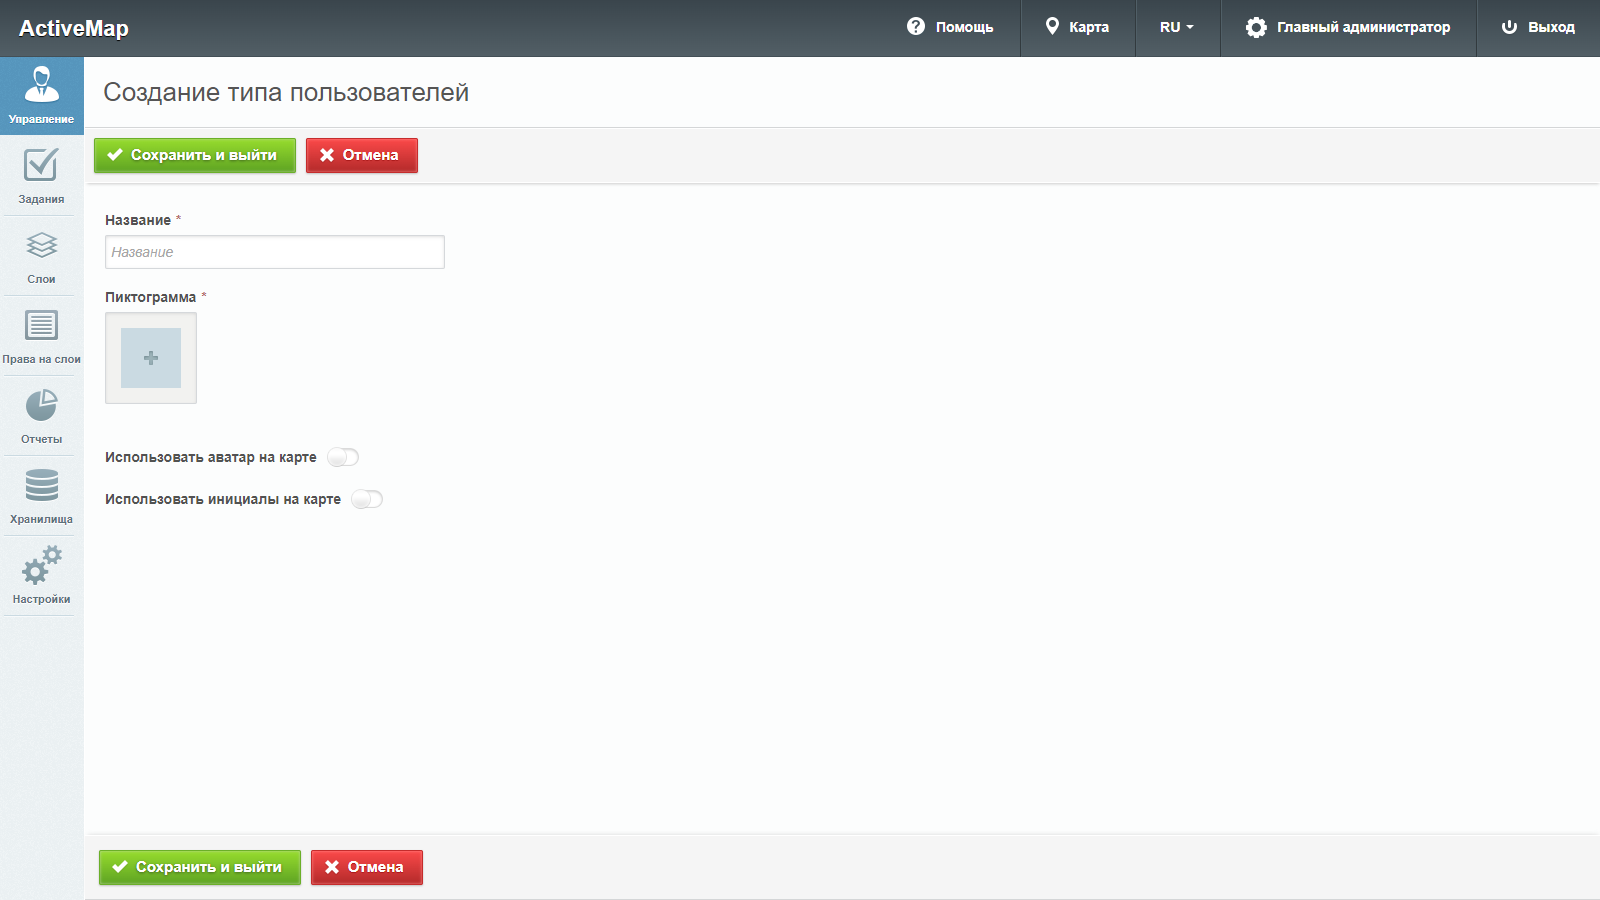 ActiveMap
Помощь
Карта
RU
Главный администратор
Выход
Управление
Задания
Слои
Права на слои
Отчеты
Хранилища
Настройки
Создание типа пользователей
Сохранить и выйти
Отмена
Название *
Название
Пиктограмма *
Использовать аватар на карте
Использовать инициалы на карте
Сохранить и выйти
Отмена